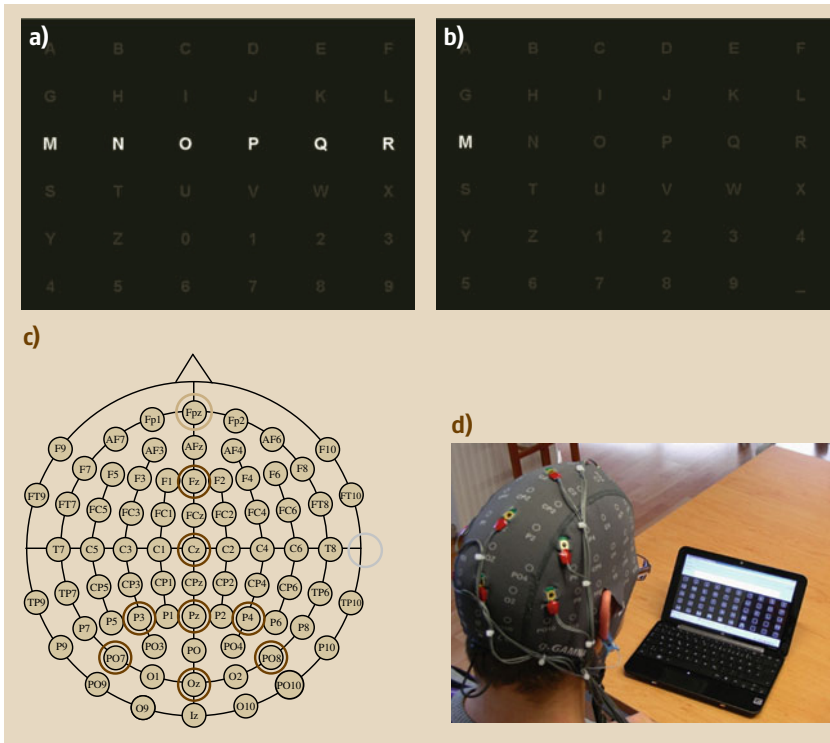 a)
A B C D E F
G H I J K L
M N O P Q R
S T U V W X
Y Z 0 1 2 3
4 5 6 7 8 9
b)
A B C D E F
G H I J K L
M N O P Q R
S T U V W X
Y Z 1 2 3 4
5 6 7 8 9 _
c)
Fp1 Fpz Fp2
F9 AF7 AF3 AFz AF4 AF6 F10
F7 F5 F3 F1 Fz F2 F4 F6 F8
FT9 FT7 FC5 FC3 FC1 FCz FC2 FC4 FC6 FT8 FT10
T7 C5 C3 C1 Cz C2 C4 C6 T8
TP9 TP7 CP5 CP3 CP1 CPz CP2 CP4 CP6 TP6 TP10
P9 P7 P5 P3 P1 Pz P2 P4 P6 P8 P10
PO9 PO7 PO3 PO PO4 PO8 PO10
O1 Oz O2
O9 Iz O10
d)